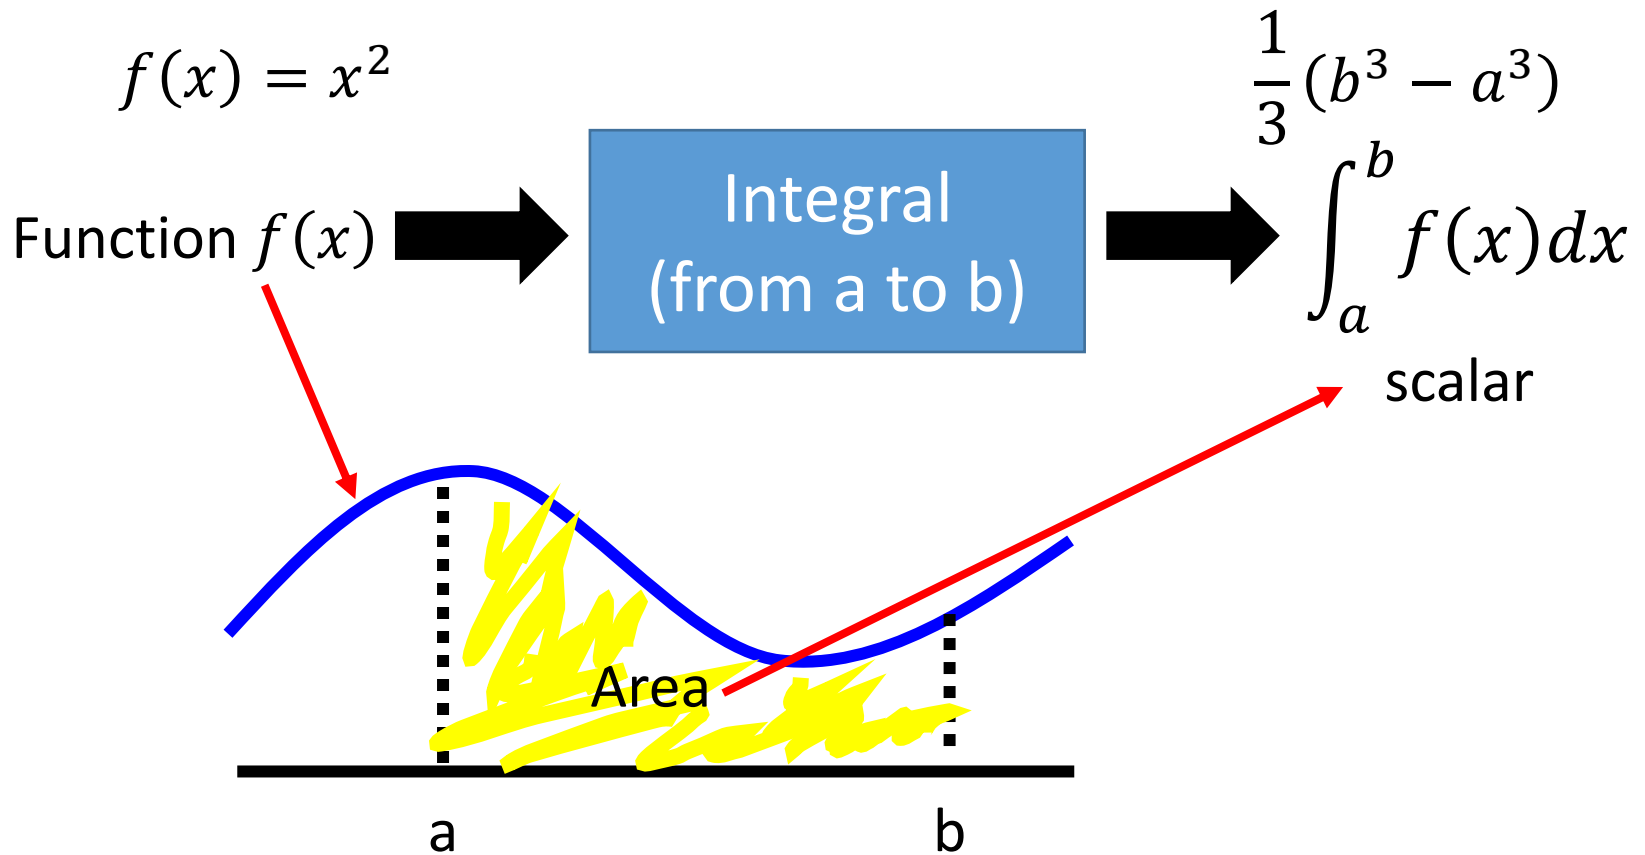 f(x) = x²
Function f(x)
Integral
(from a to b)
1/3 (b³ − a³)
∫ₐᵇ f(x)dx
scalar
Area
a
b